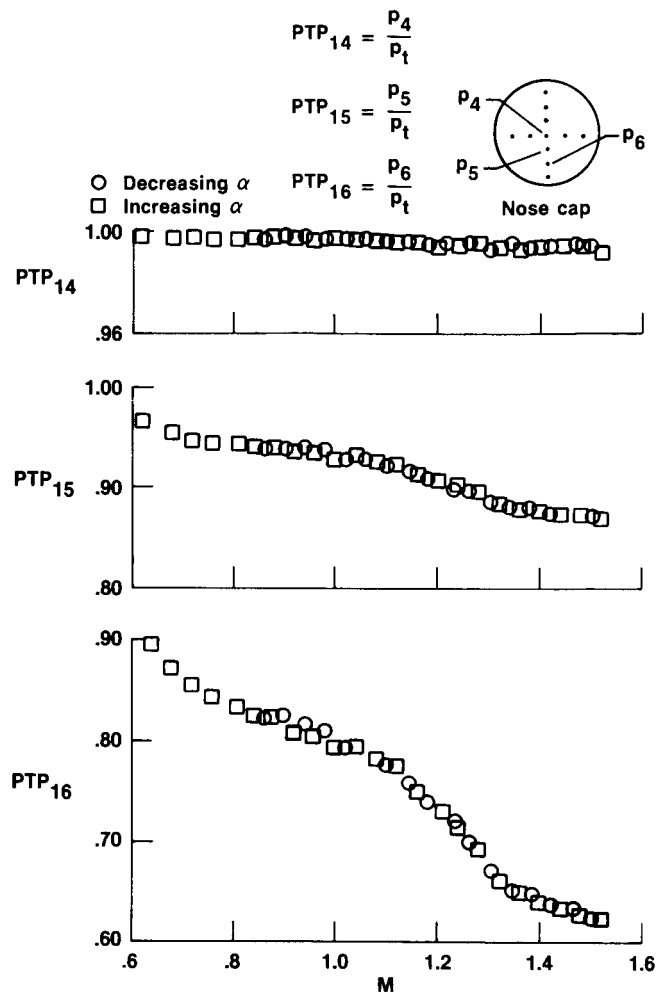 PTP14 = p4/pt
PTP15 = p5/pt
PTP16 = p6/pt
p4
p5
p6
Nose cap
Decreasing α
Increasing α
1.00
PTP14
.96
1.00
PTP15
.90
.80
.90
.80
PTP16
.70
.60
.6 .8 1.0 1.2 1.4 1.6
M